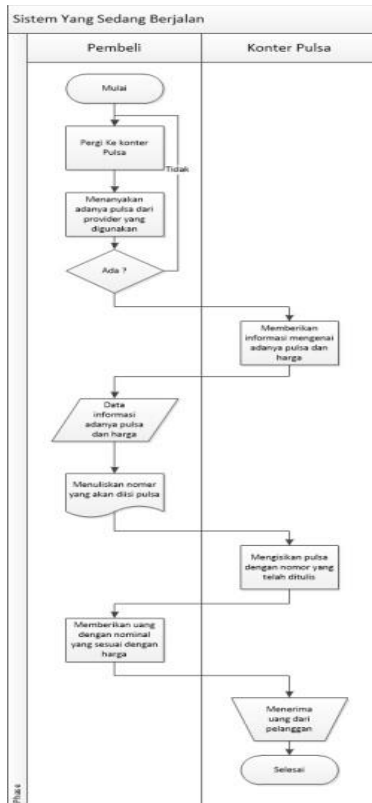 Sistem Yang Sedang Berjalan
Pembeli
Konter Pulsa
Mulai
Pergi Ke konter
Pulsa
Tidak
Menanyakan
adanya pulsa dari
provider yang
digunakan
Ada ?
Memberikan
informasi mengenai
adanya pulsa dan
harga
Data
informasi
adanya pulsa
dan harga
Menuliskan nomer
yang akan diisi pulsa
Mengisikan pulsa
dengan nomor yang
telah ditulis
Memberikan uang
dengan nominal
yang sesuai dengan
harga
Menerima
uang dari
pelanggan
Selesai
Phase